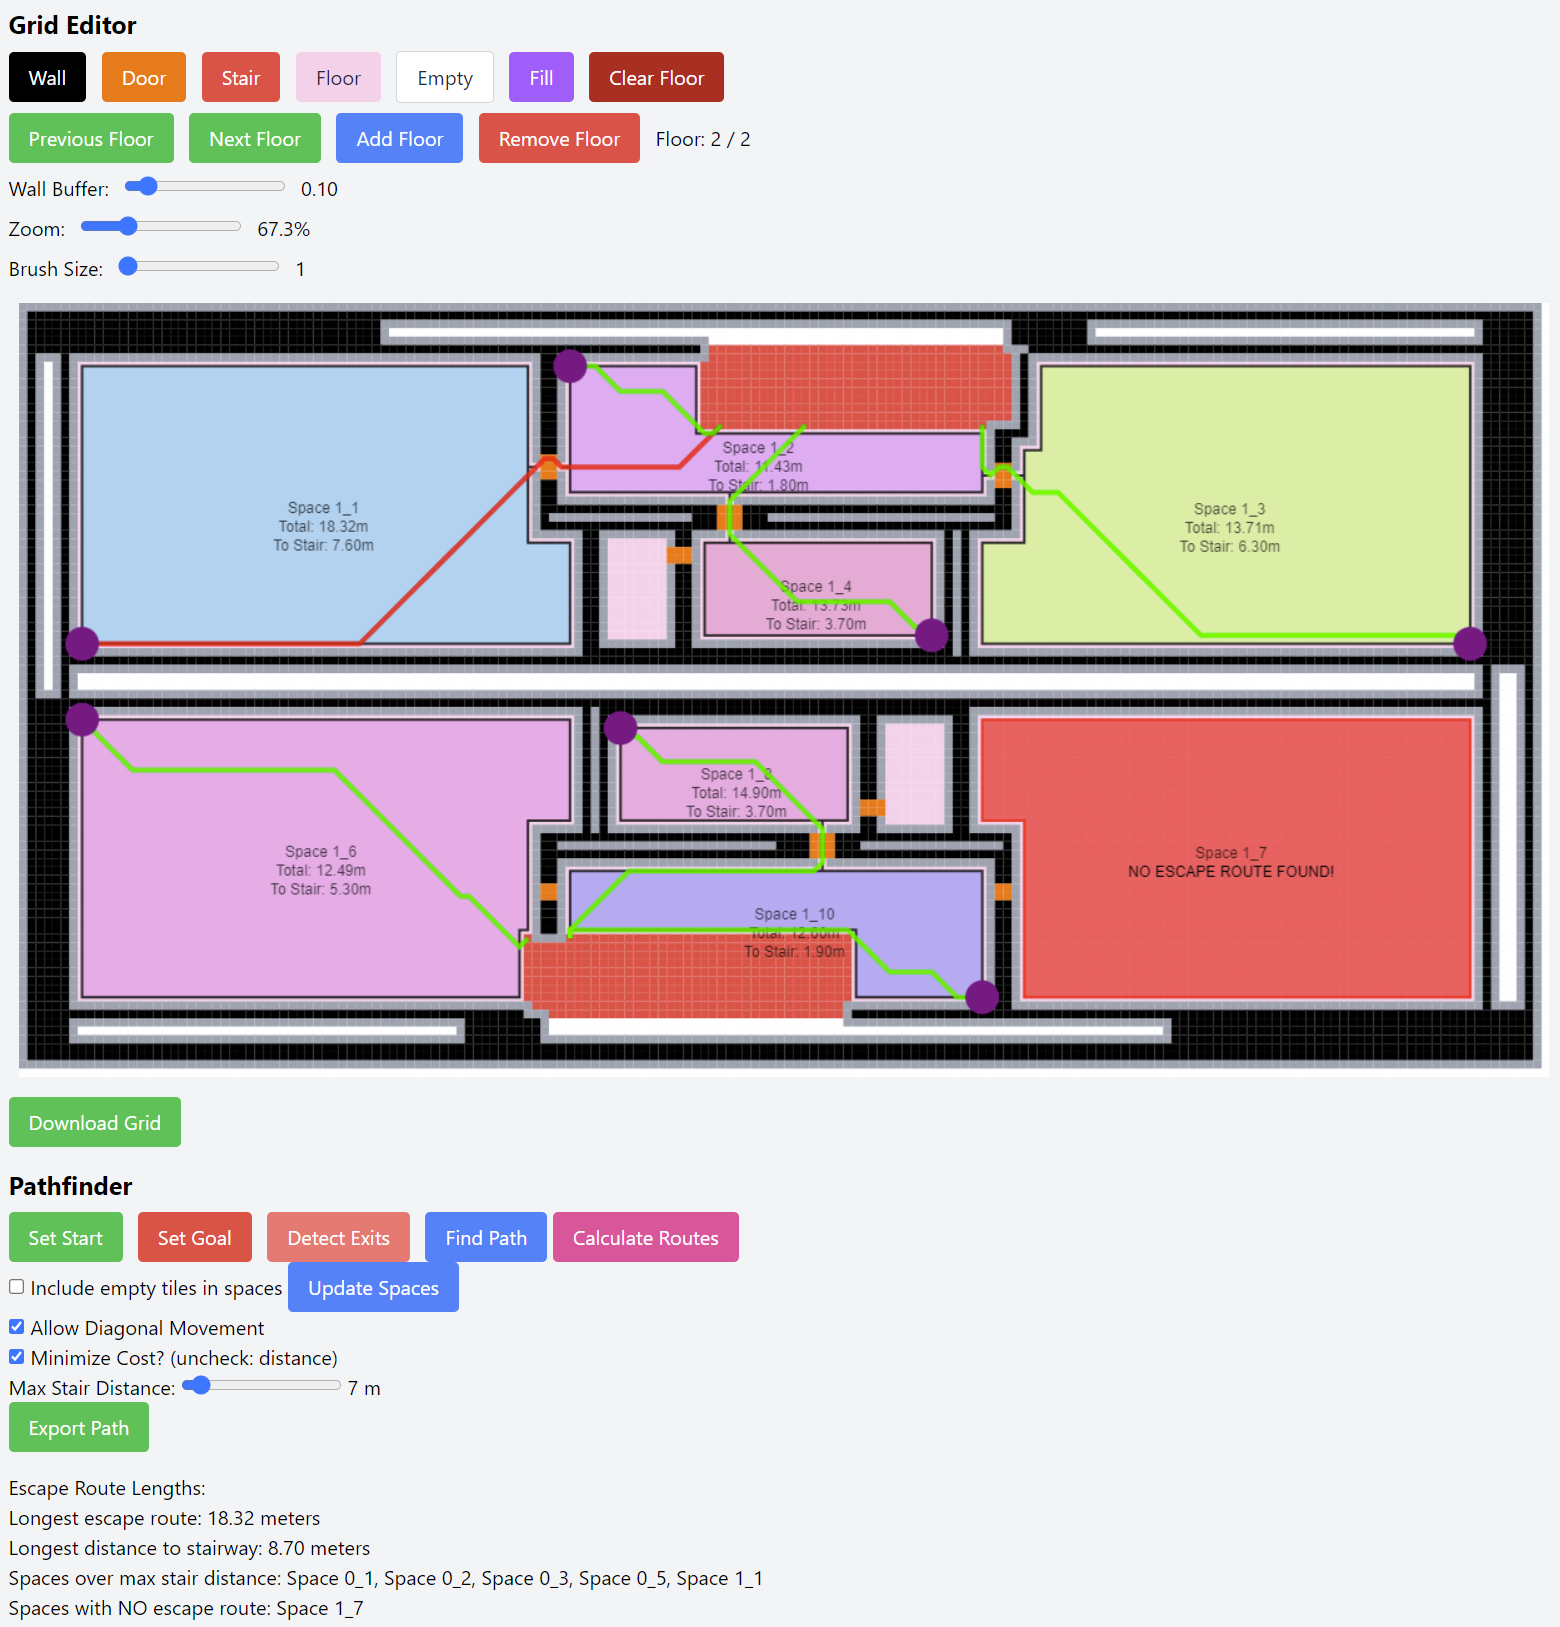 Grid Editor
Wall Door Stair Floor Empty Fill Clear Floor
Previous Floor Next Floor Add Floor Remove Floor Floor: 2 / 2
Wall Buffer: 0.10
Zoom: 67.3%
Brush Size: 1
Space 1_2
Total: 11.43m
To Stair: 1.80m
Space 1_1
Total: 18.32m
To Stair: 7.60m
Space 1_3
Total: 13.71m
To Stair: 6.30m
Space 1_4
Total: 13.73m
To Stair: 3.70m
Space 1_8
Total: 14.90m
To Stair: 3.70m
Space 1_6
Total: 12.49m
To Stair: 5.30m
Space 1_7
NO ESCAPE ROUTE FOUND!
Space 1_10
Total: 12.60m
To Stair: 1.90m
Download Grid
Pathfinder
Set Start Set Goal Detect Exits Find Path Calculate Routes
Include empty tiles in spaces Update Spaces
Allow Diagonal Movement
Minimize Cost? (uncheck: distance)
Max Stair Distance: 7 m
Export Path
Escape Route Lengths:
Longest escape route: 18.32 meters
Longest distance to stairway: 8.70 meters
Spaces over max stair distance: Space 0_1, Space 0_2, Space 0_3, Space 0_5, Space 1_1
Spaces with NO escape route: Space 1_7